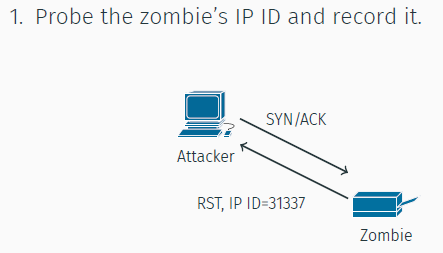 1. Probe the zombie’s IP ID and record it.
SYN/ACK
Attacker
RST, IP ID=31337
Zombie